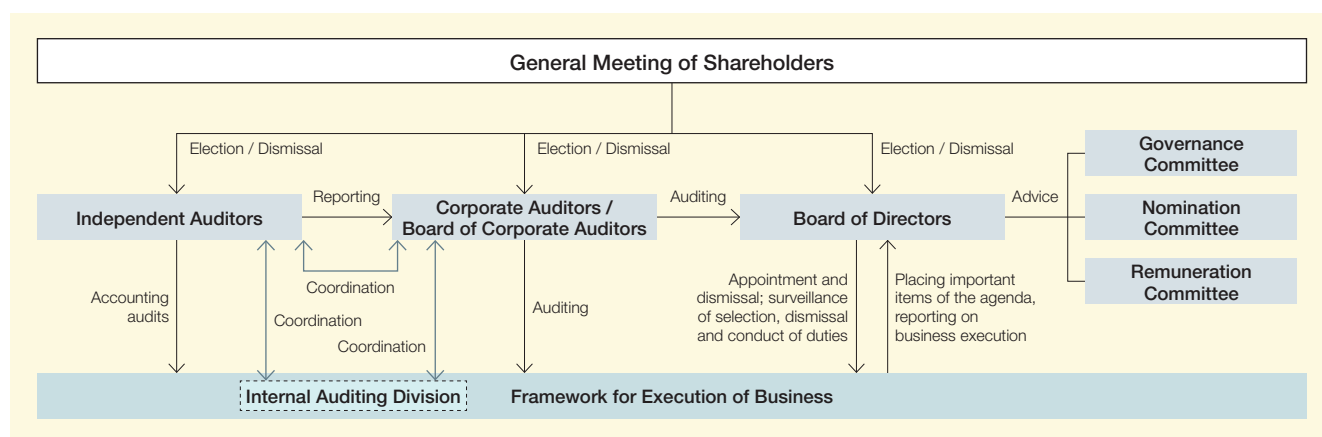 General Meeting of Shareholders
Election / Dismissal
Election / Dismissal
Election / Dismissal
Governance
Committee
Independent Auditors
Reporting
Corporate Auditors /
Board of Corporate Auditors
Auditing
Board of Directors
Advice
Nomination
Committee
Remuneration
Committee
Accounting
audits
Coordination
Coordination
Coordination
Auditing
Appointment and
dismissal; surveillance
of selection, dismissal
and conduct of duties
Placing important
items of the agenda,
reporting on
business execution
Internal Auditing Division
Framework for Execution of Business